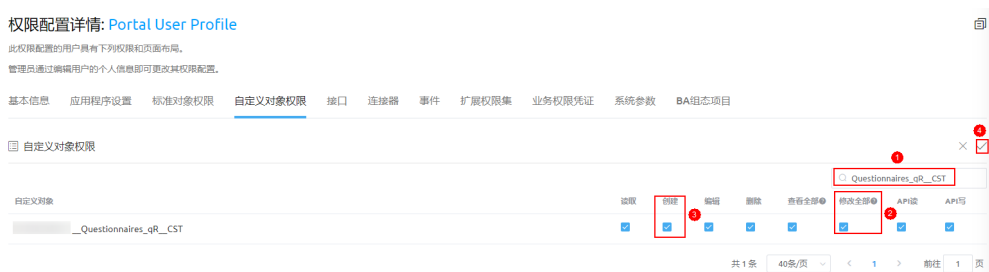 权限配置详情: Portal User Profile
此权限配置的用户具有下列权限和页面布局。
管理员通过编辑用户的个人信息即可更改其权限配置。
基本信息 应用程序设置 标准对象权限 自定义对象权限 接口 连接器 事件 扩展权限集 业务权限凭证 系统参数 BA组态项目
4
自定义对象权限
1
Questionnaires_qR__CST
自定义对象 读取 创建 编辑 删除 查看全部 修改全部 API读 API写
3 2
__Questionnaires_qR__CST
共 1 条 40条/页 1 前往 1 页